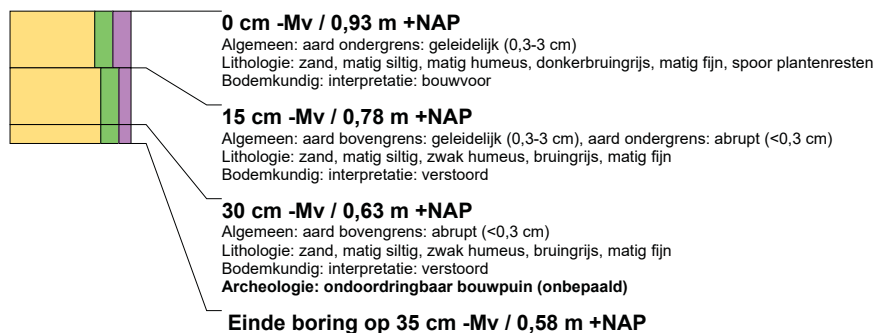 0 cm -Mv / 0,93 m +NAP
Algemeen: aard ondergrens: geleidelijk (0,3-3 cm)
Lithologie: zand, matig siltig, matig humeus, donkerbruingrijs, matig fijn, spoor plantenresten
Bodemkundig: interpretatie: bouwvoor
15 cm -Mv / 0,78 m +NAP
Algemeen: aard bovengrens: geleidelijk (0,3-3 cm), aard ondergrens: abrupt (<0,3 cm)
Lithologie: zand, matig siltig, zwak humeus, bruingrijs, matig fijn
Bodemkundig: interpretatie: verstoord
30 cm -Mv / 0,63 m +NAP
Algemeen: aard bovengrens: abrupt (<0,3 cm)
Lithologie: zand, matig siltig, zwak humeus, bruingrijs, matig fijn
Bodemkundig: interpretatie: verstoord
Archeologie: ondoordringbaar bouwpuin (onbepaald)
Einde boring op 35 cm -Mv / 0,58 m +NAP